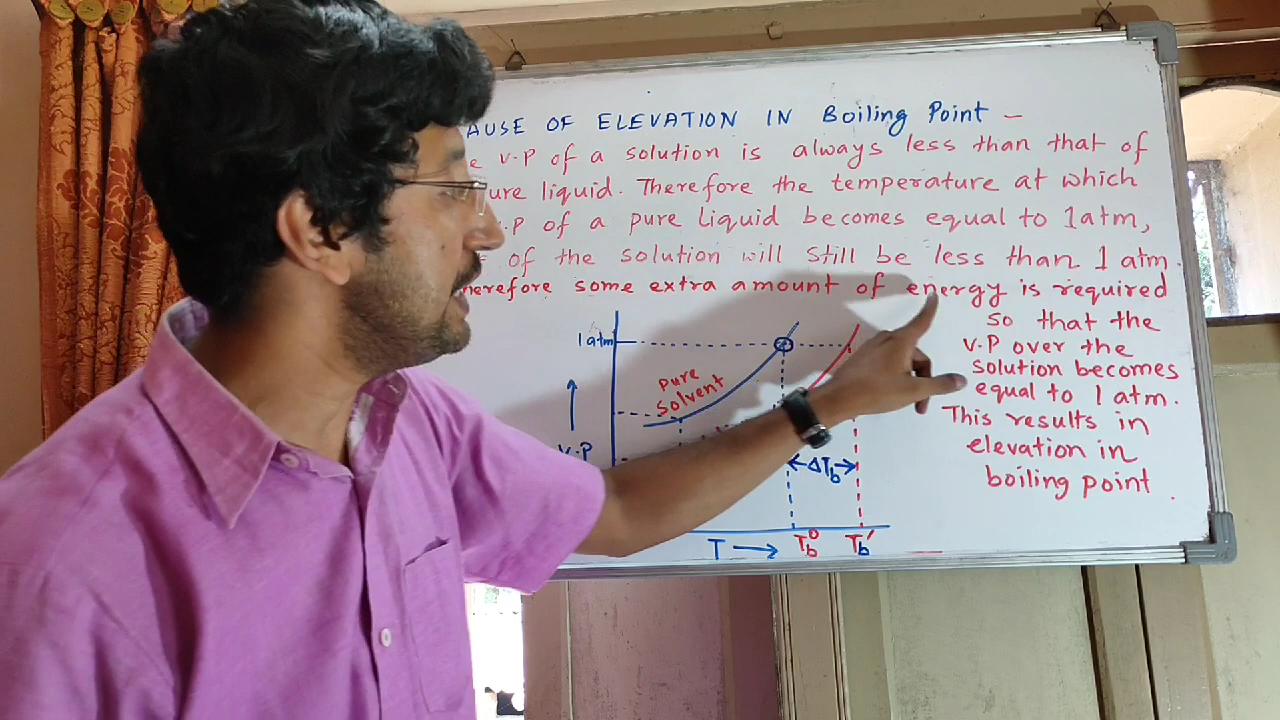 AUSE OF ELEVATION IN Boiling Point -
e V.P of a solution is always less than that of
ure liquid. Therefore the temperature at which
.P of a pure Liquid becomes equal to 1atm,
of the solution will still be less than 1 atm.
herefore some extra amount of energy is required
so that the
V.P over the
solution becomes
equal to 1 atm.
This results in
elevation in
boiling point.
1atm
Pure
Solvent
V.P
ΔTb
T → Tb° Tb'